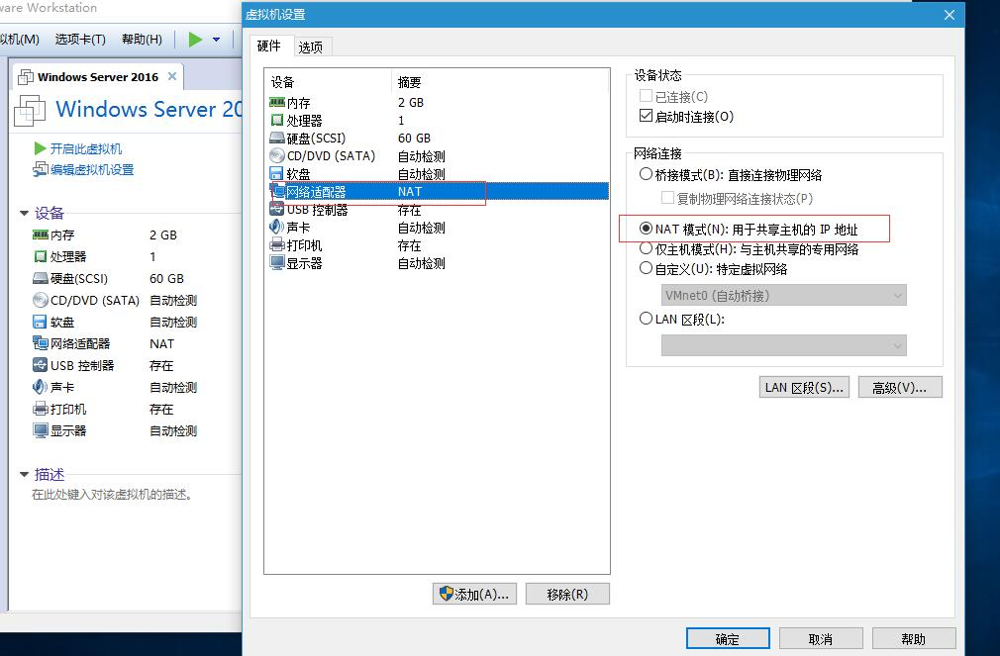 ware Workstation
拟机(M) 选项卡(T) 帮助(H)
Windows Server 2016
Windows Server 20
开启此虚拟机
编辑虚拟机设置
设备
内存 2 GB
处理器 1
硬盘(SCSI) 60 GB
CD/DVD (SATA) 自动检测
软盘 自动检测
网络适配器 NAT
USB 控制器 存在
声卡 自动检测
打印机 存在
显示器 自动检测
描述
在此处键入对该虚拟机的描述。
虚拟机设置
硬件 选项
设备 摘要
内存 2 GB
处理器 1
硬盘(SCSI) 60 GB
CD/DVD (SATA) 自动检测
软盘 自动检测
网络适配器 NAT
USB 控制器 存在
声卡 自动检测
打印机 存在
显示器 自动检测
添加(A)... 移除(R)
设备状态
已连接(C)
启动时连接(O)
网络连接
桥接模式(B): 直接连接物理网络
复制物理网络连接状态(P)
NAT 模式(N): 用于共享主机的 IP 地址
仅主机模式(H): 与主机共享的专用网络
自定义(U): 特定虚拟网络
VMnet0 (自动桥接)
LAN 区段(L):
LAN 区段(S)... 高级(V)...
确定 取消 帮助